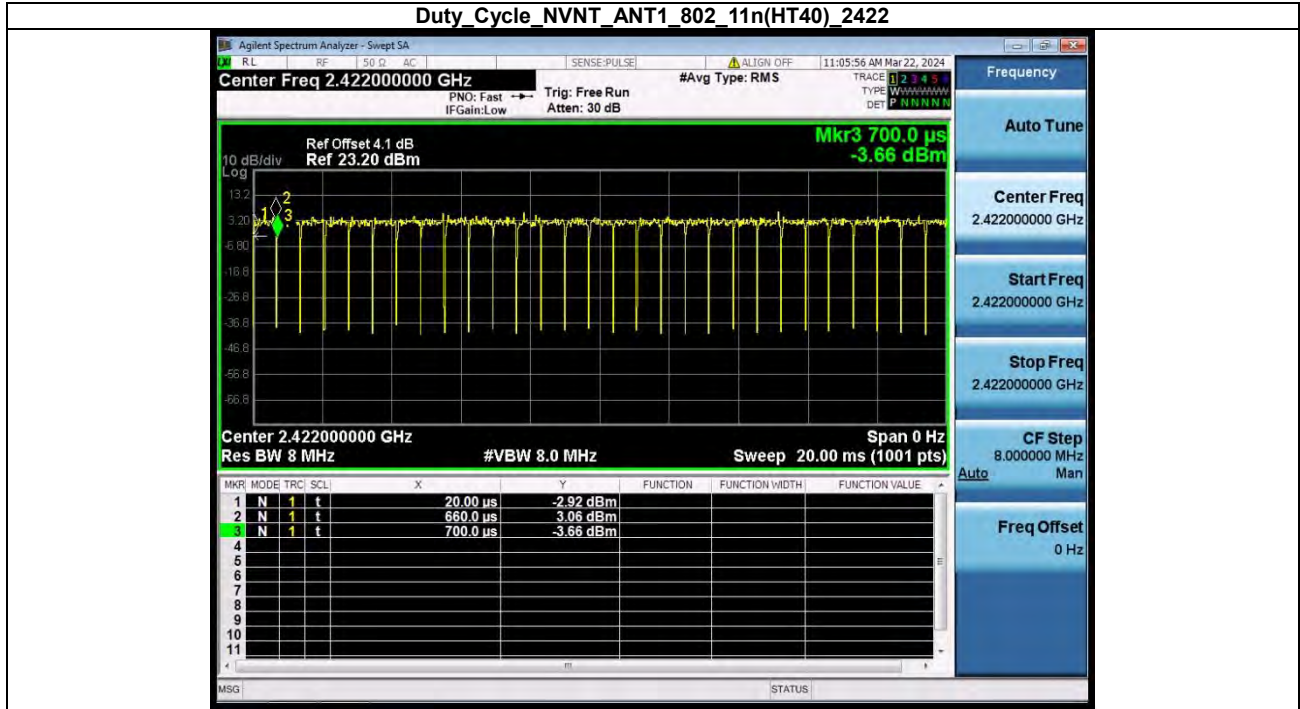 Duty_Cycle_NVNT_ANT1_802_11n(HT40)_2422
Agilent Spectrum Analyzer - Swept SA
RL RF 50 Ω AC SENSE:PULSE ALIGN OFF 11:05:56 AM Mar 22, 2024
Center Freq 2.422000000 GHz
PNO: Fast
IFGain:Low
Trig: Free Run
Atten: 30 dB
#Avg Type: RMS
TRACE 1 2 3 4 5 6
TYPE WWWWWW
DET P N N N N N
Frequency
Mkr3 700.0 µs
-3.66 dBm
Ref Offset 4.1 dB
10 dB/div Ref 23.20 dBm
Log
13.2
3.20
-6.80
-16.8
-26.8
-36.8
-46.8
-56.8
-66.8
2
1
3
Center 2.422000000 GHz Span 0 Hz
Res BW 8 MHz #VBW 8.0 MHz Sweep 20.00 ms (1001 pts)
MKR MODE TRC SCL X Y FUNCTION FUNCTION WIDTH FUNCTION VALUE
1 N 1 t 20.00 µs -2.92 dBm
2 N 1 t 660.0 µs 3.06 dBm
3 N 1 t 700.0 µs -3.66 dBm
4
5
6
7
8
9
10
11
MSG STATUS
Auto Tune
Center Freq
2.422000000 GHz
Start Freq
2.422000000 GHz
Stop Freq
2.422000000 GHz
CF Step
8.000000 MHz
Auto Man
Freq Offset
0 Hz